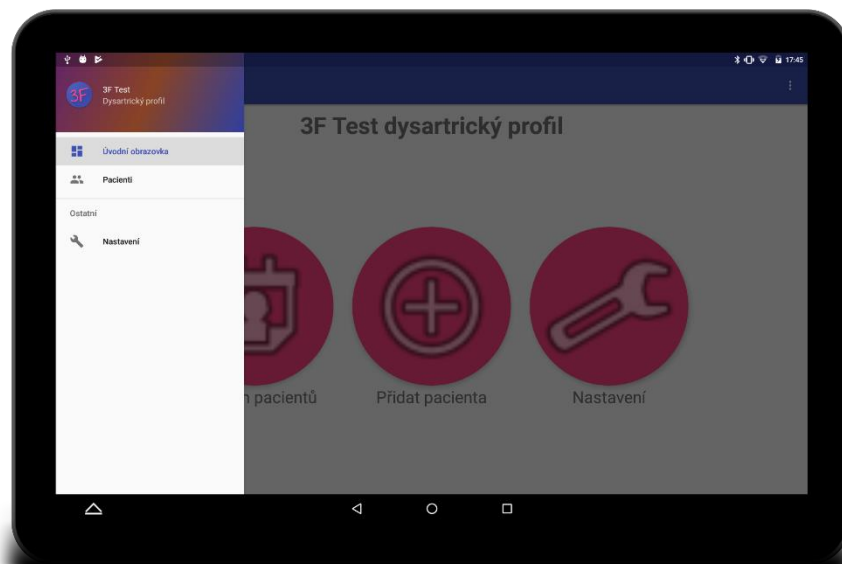 17:45
3F
3F Test
Dysartrický profil
3F Test dysartrický profil
Úvodní obrazovka
Pacienti
Ostatní
Nastavení
pacientů
Přidat pacienta
Nastavení